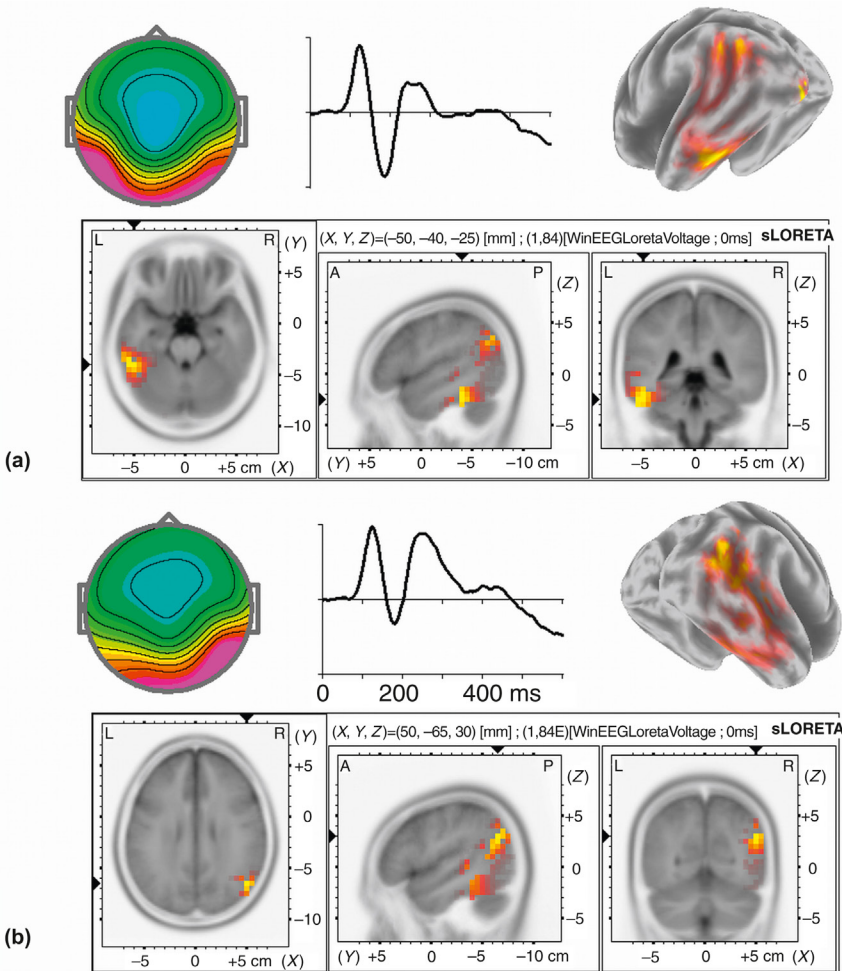 L R (Y) (X, Y, Z)=(−50, −40, −25) [mm] ; (1,84)[WinEEGLoretaVoltage ; 0ms] sLORETA
A P (Z) L R (Z)
+5 +5 +5
0 0 0
−5 −5 −5
−10
(a) −5 0 +5 cm (X) (Y) +5 0 −5 −10 cm −5 0 +5 cm (X)
0 200 400 ms
L R (Y) (X, Y, Z)=(50, −65, 30) [mm] ; (1,84E)[WinEEGLoretaVoltage ; 0ms] sLORETA
A P (Z) L R (Z)
+5 +5 +5
0 0 0
−5 −5 −5
−10
(b) −5 0 +5 cm (X) (Y) +5 0 −5 −10 cm −5 0 +5 cm (X)